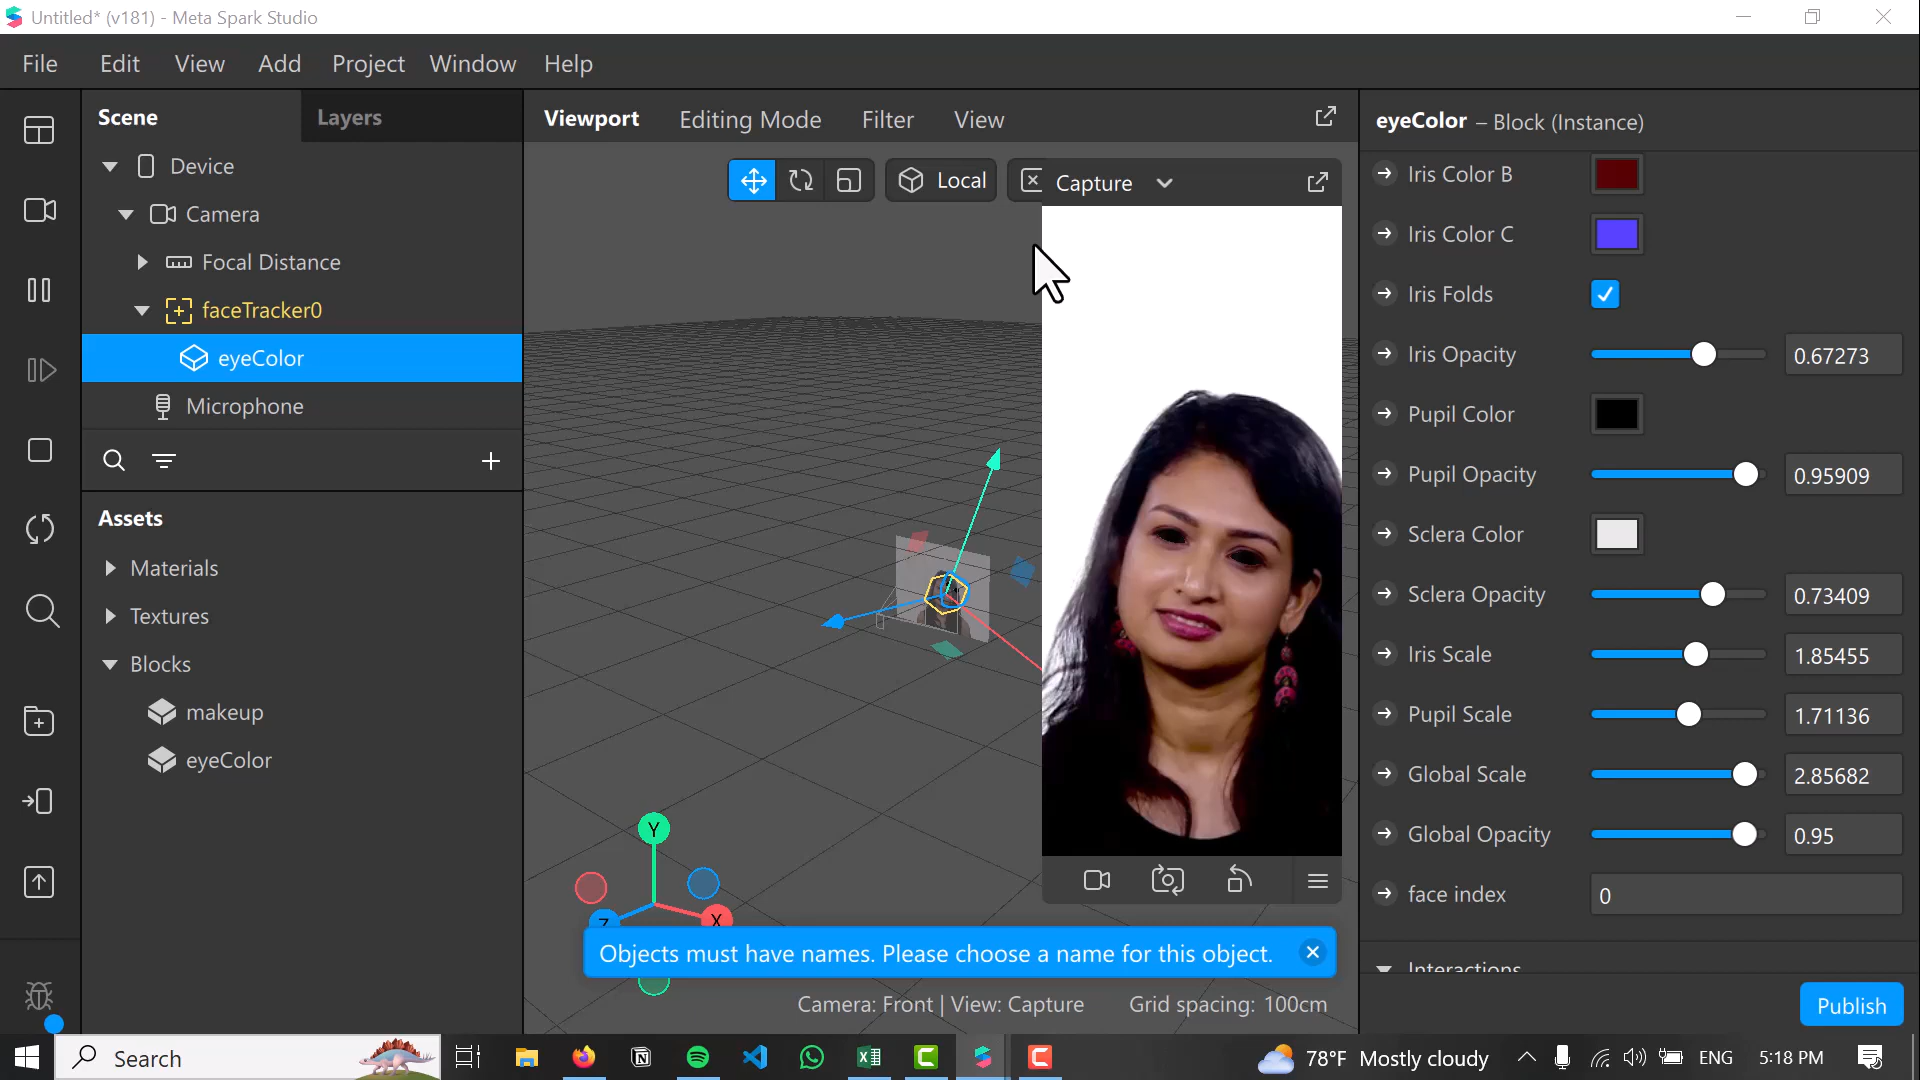 Untitled* (v181) - Meta Spark Studio
File Edit View Add Project Window Help
Scene Layers
Device
Camera
Focal Distance
faceTracker0
eyeColor
Microphone
Assets
Materials
Textures
Blocks
makeup
eyeColor
Viewport Editing Mode Filter View
Local
Capture
Y
X
Z
Objects must have names. Please choose a name for this object.
Camera: Front | View: Capture Grid spacing: 100cm
eyeColor – Block (Instance)
Iris Color B
Iris Color C
Iris Folds
Iris Opacity 0.67273
Pupil Color
Pupil Opacity 0.95909
Sclera Color
Sclera Opacity 0.73409
Iris Scale 1.85455
Pupil Scale 1.71136
Global Scale 2.85682
Global Opacity 0.95
face index 0
Interactions
Publish
Search
78°F Mostly cloudy ENG 5:18 PM